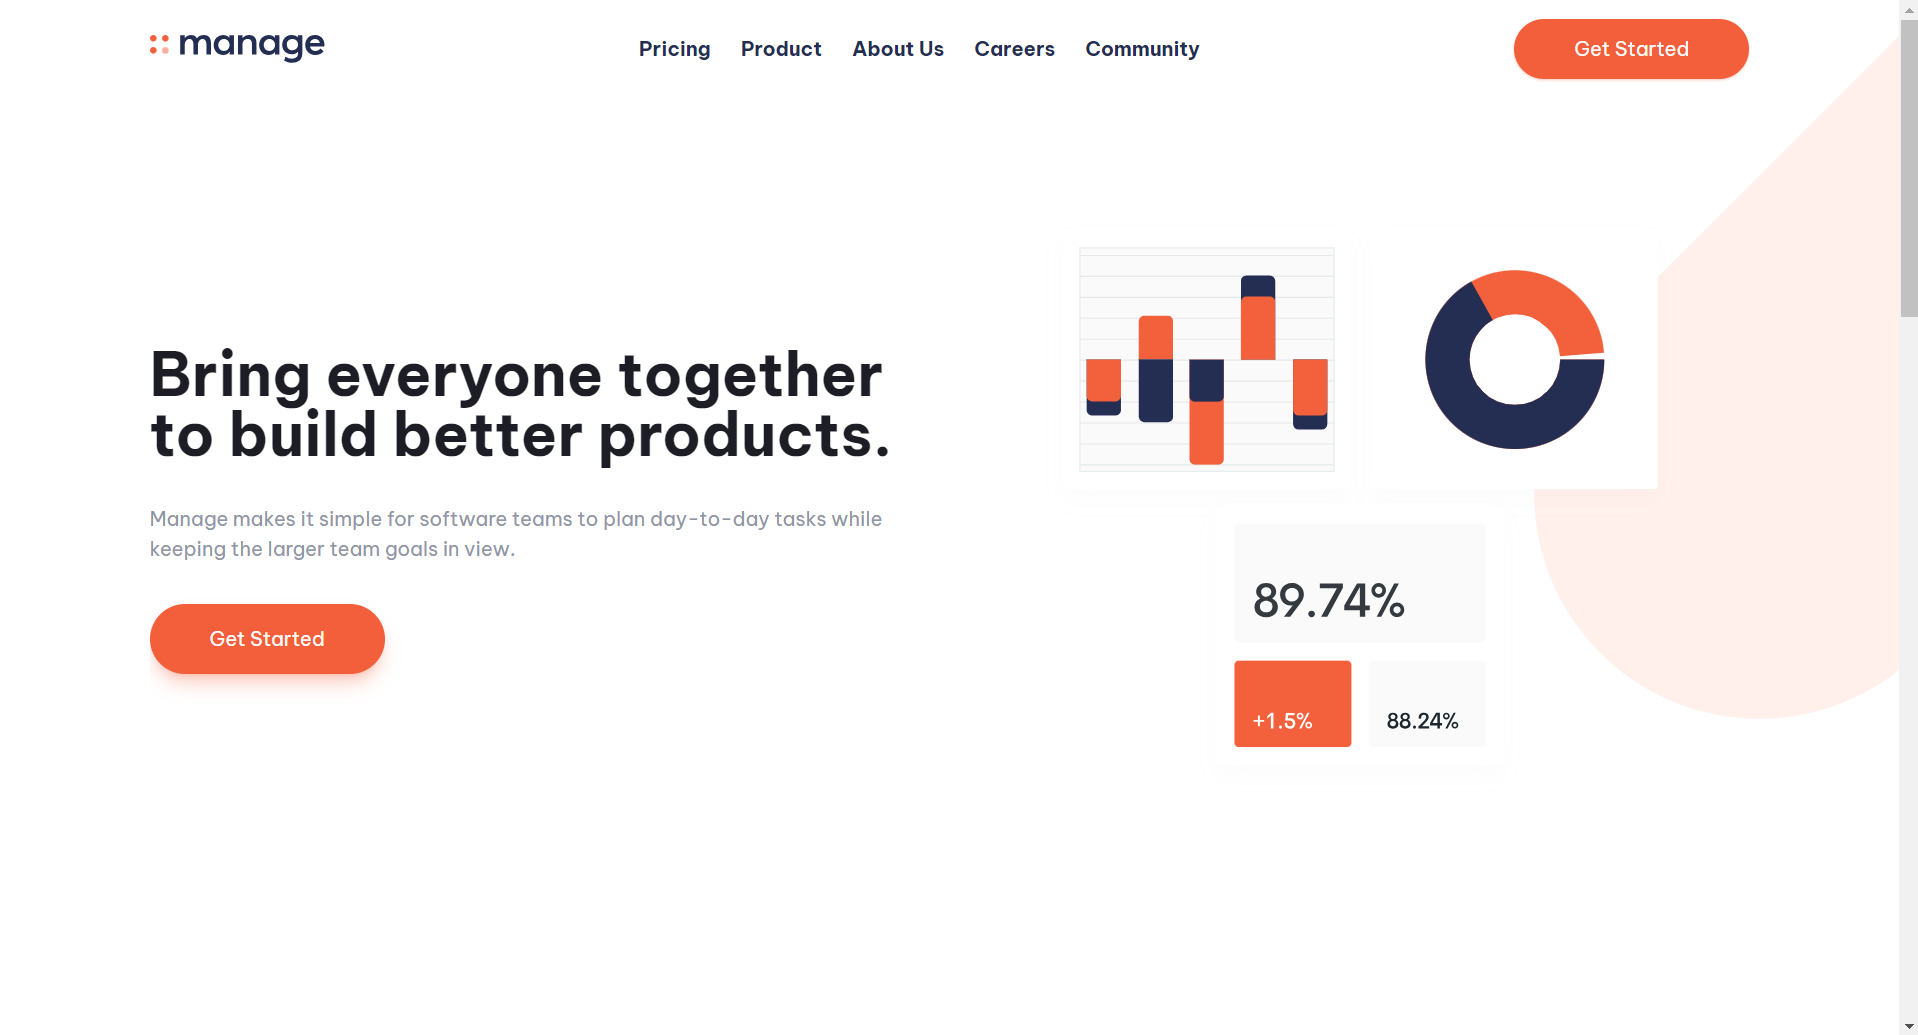 manage
Pricing
Product
About Us
Careers
Community
Get Started
Bring everyone together
to build better products.
Manage makes it simple for software teams to plan day-to-day tasks while
keeping the larger team goals in view.
Get Started
89.74%
+1.5%
88.24%